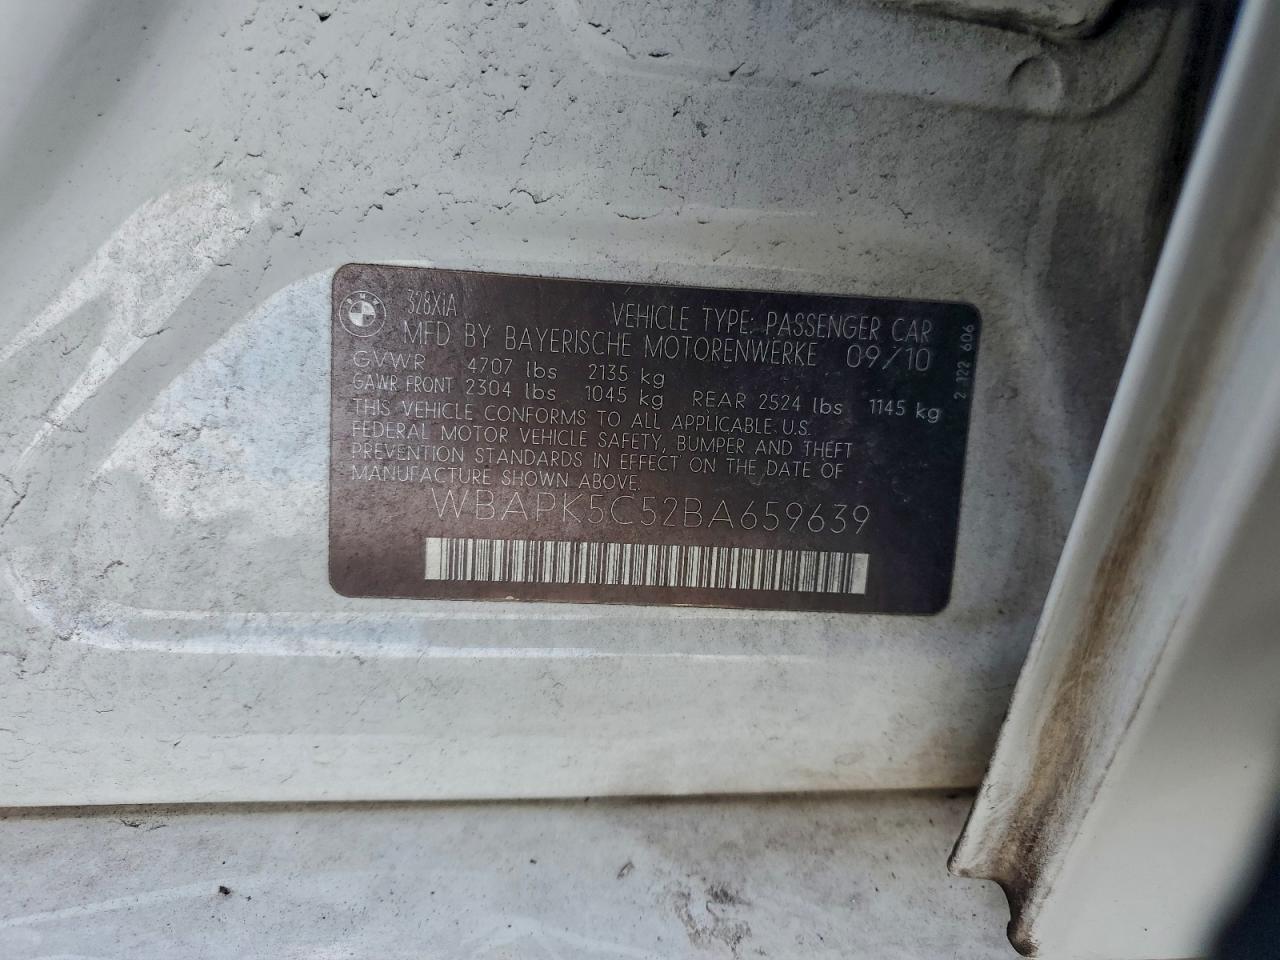 BMW
328XiA
VEHICLE TYPE: PASSENGER CAR
MFD BY BAYERISCHE MOTORENWERKE 09/10
GVWR 4707 lbs 2135 kg
GAWR FRONT 2304 lbs 1045 kg REAR 2524 lbs 1145 kg
THIS VEHICLE CONFORMS TO ALL APPLICABLE U.S.
FEDERAL MOTOR VEHICLE SAFETY, BUMPER AND THEFT
PREVENTION STANDARDS IN EFFECT ON THE DATE OF
MANUFACTURE SHOWN ABOVE.
WBAPK5C52BA659639
2 122 606